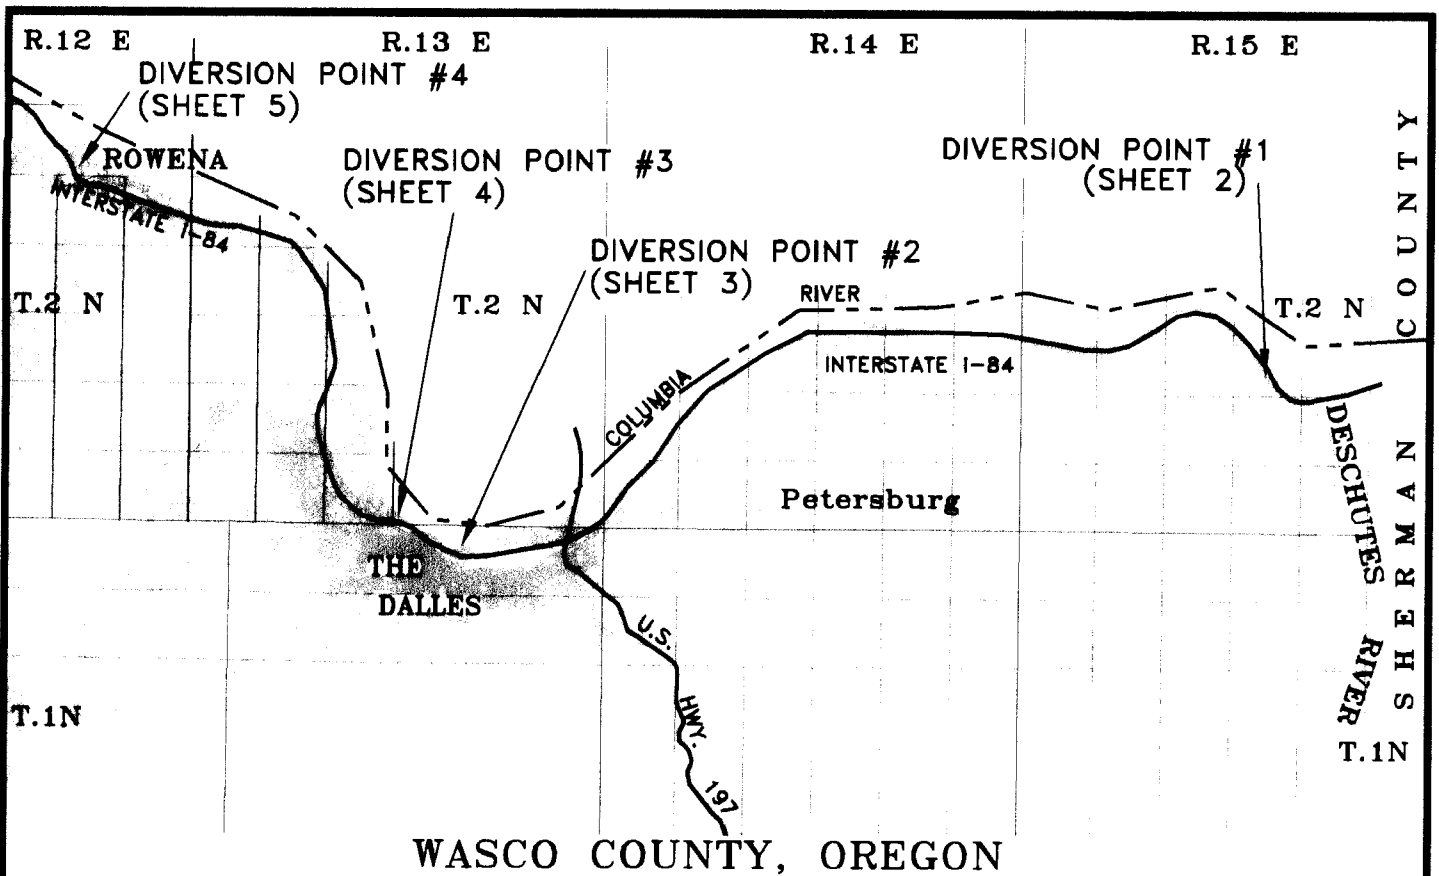 R.12 E
R.13 E
R.14 E
R.15 E
DIVERSION POINT #4
(SHEET 5)
ROWENA
DIVERSION POINT #3
(SHEET 4)
DIVERSION POINT #1
(SHEET 2)
INTERSTATE I-84
DIVERSION POINT #2
(SHEET 3)
T.2 N
T.2 N
T.2 N
COLUMBIA
RIVER
INTERSTATE I-84
Petersburg
THE
DALLES
DESCHUTES
RIVER
SHERMAN COUNTY
U.S.
HWY.
197
T.1N
T.1N
WASCO COUNTY, OREGON